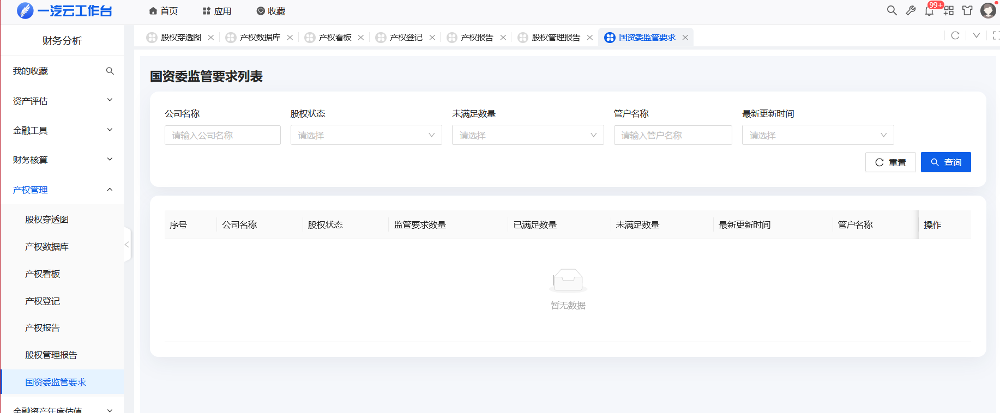 一汽云工作台
首页
应用
收藏
99+
财务分析
股权穿透图
产权数据库
产权看板
产权登记
产权报告
股权管理报告
国资委监管要求
我的收藏
资产评估
金融工具
财务核算
产权管理
股权穿透图
产权数据库
产权看板
产权登记
产权报告
股权管理报告
国资委监管要求
金融资产年度估值
国资委监管要求列表
公司名称
股权状态
未满足数量
管户名称
最新更新时间
请输入公司名称
请选择
请选择
请输入管户名称
请选择
重置
查询
序号
公司名称
股权状态
监管要求数量
已满足数量
未满足数量
最新更新时间
管户名称
操作
暂无数据